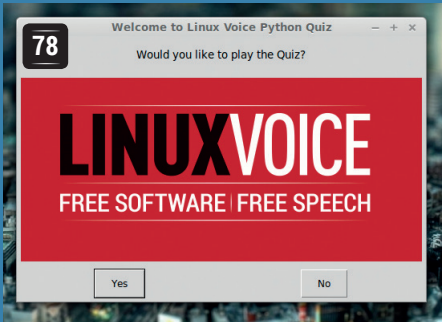 78
Welcome to Linux Voice Python Quiz
Would you like to play the Quiz?
LINUXVOICE
FREE SOFTWARE | FREE SPEECH
Yes No